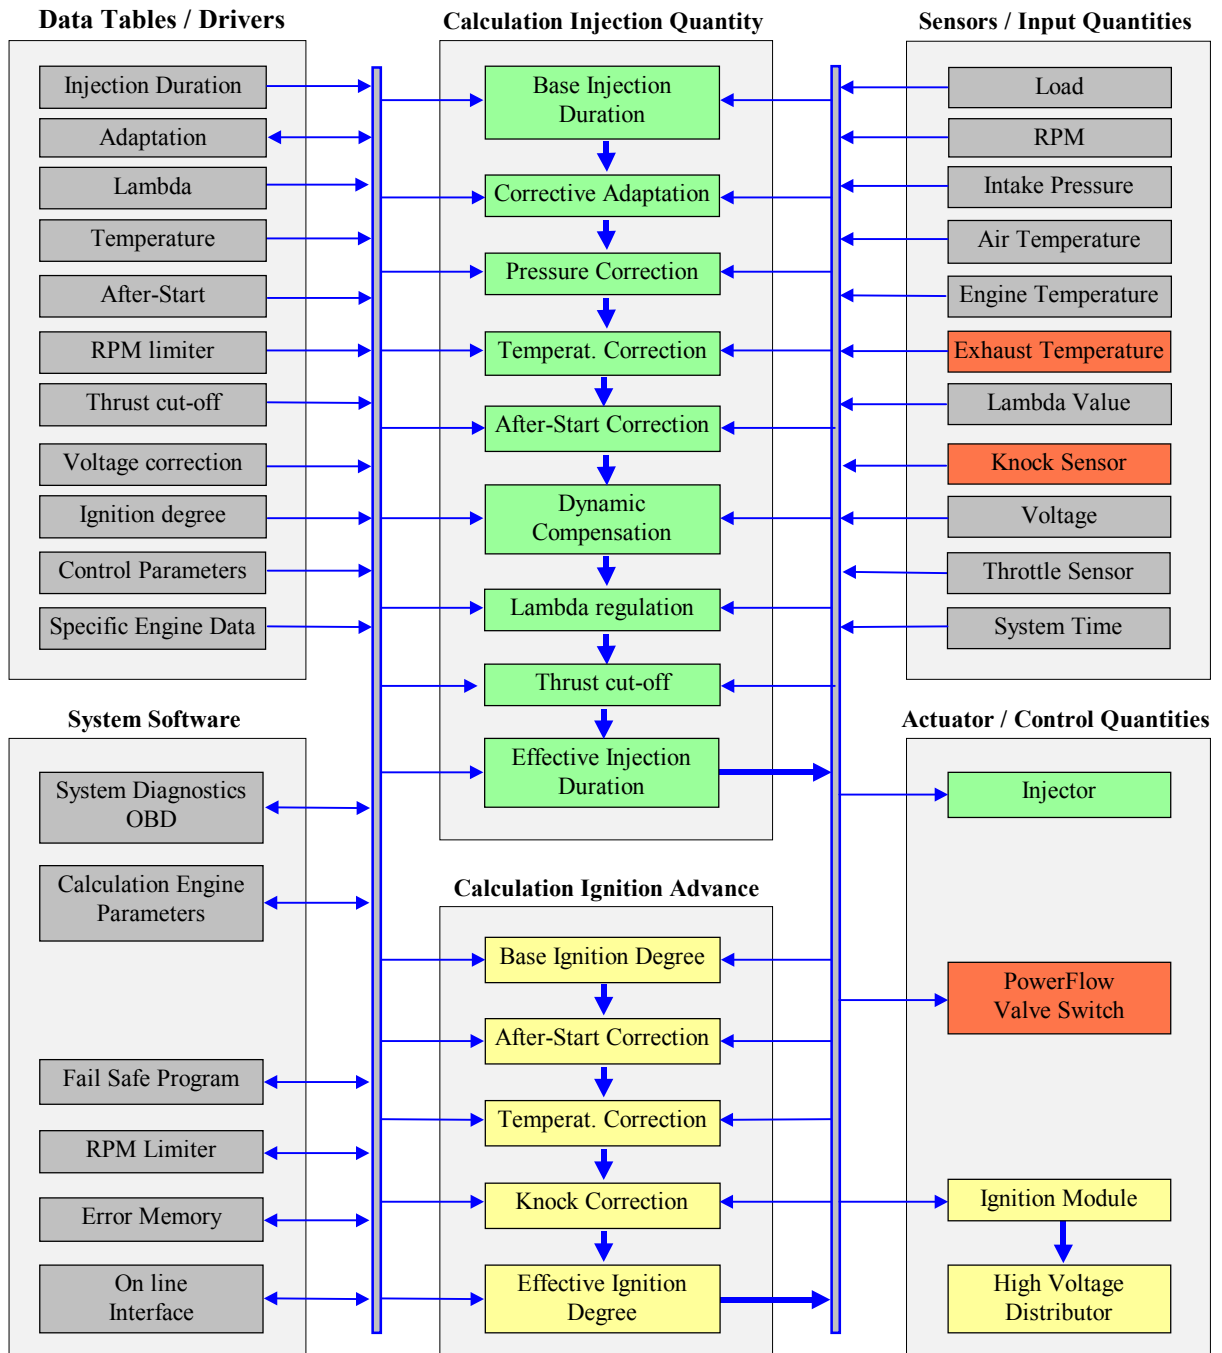 Data Tables / Drivers
Injection Duration
Adaptation
Lambda
Temperature
After-Start
RPM limiter
Thrust cut-off
Voltage correction
Ignition degree
Control Parameters
Specific Engine Data
System Software
System Diagnostics
OBD
Calculation Engine
Parameters
Fail Safe Program
RPM Limiter
Error Memory
On line
Interface
Calculation Injection Quantity
Base Injection
Duration
Corrective Adaptation
Pressure Correction
Temperat. Correction
After-Start Correction
Dynamic
Compensation
Lambda regulation
Thrust cut-off
Effective Injection
Duration
Calculation Ignition Advance
Base Ignition Degree
After-Start Correction
Temperat. Correction
Knock Correction
Effective Ignition
Degree
Sensors / Input Quantities
Load
RPM
Intake Pressure
Air Temperature
Engine Temperature
Exhaust Temperature
Lambda Value
Knock Sensor
Voltage
Throttle Sensor
System Time
Actuator / Control Quantities
Injector
PowerFlow
Valve Switch
Ignition Module
High Voltage
Distributor